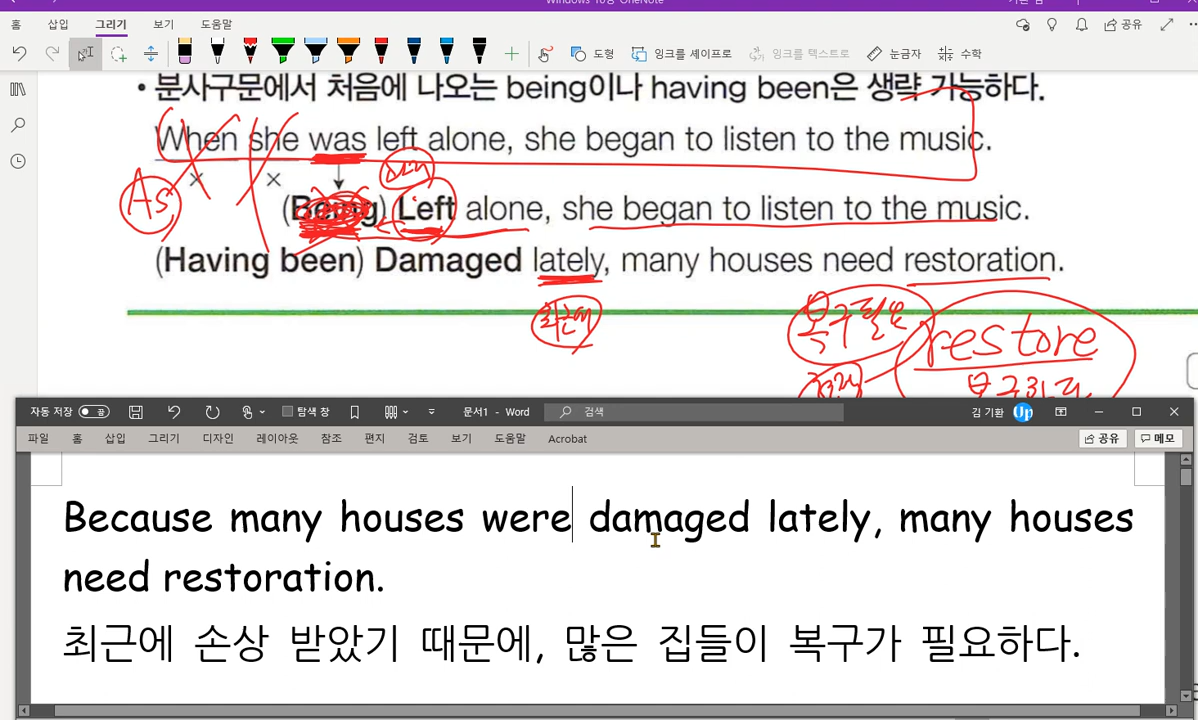 Windows 10용 OneNote
홈 삽입 그리기 보기 도움말 공유
도형 잉크를 셰이프로 잉크를 텍스트로 눈금자 수학
• 분사구문에서 처음에 나오는 being이나 having been은 생략 가능하다.
When she was left alone, she began to listen to the music.
As × ×
(Being) Left alone, she began to listen to the music.
(Having been) Damaged lately, many houses need restoration.
최근에
복구필요 restore
복구하다
자동 저장 끔 탐색 창 문서1 - Word 검색 김 기환
파일 홈 삽입 그리기 디자인 레이아웃 참조 편지 검토 보기 도움말 Acrobat 공유 메모
Because many houses were damaged lately, many houses
need restoration.
최근에 손상 받았기 때문에, 많은 집들이 복구가 필요하다.